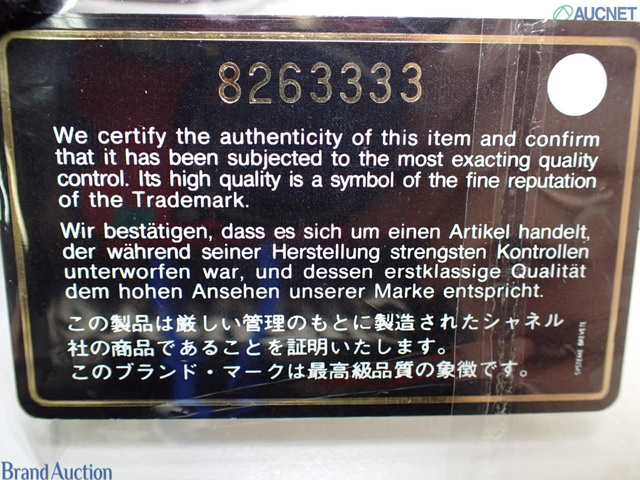 AUCNET
8263333
We certify the authenticity of this item and confirm
that it has been subjected to the most exacting quality
control. Its high quality is a symbol of the fine reputation
of the Trademark.
Wir bestätigen, dass es sich um einen Artikel handelt,
der während seiner Herstellung strengsten Kontrollen
unterworfen war, und dessen erstklassige Qualität
dem hohen Ansehen unserer Marke entspricht.
この製品は厳しい管理のもとに製造されたシャネル
社の商品であることを証明いたします。
このブランド・マークは最高級品質の象徴です。
SYSTEME BREVETE
Brand Auction